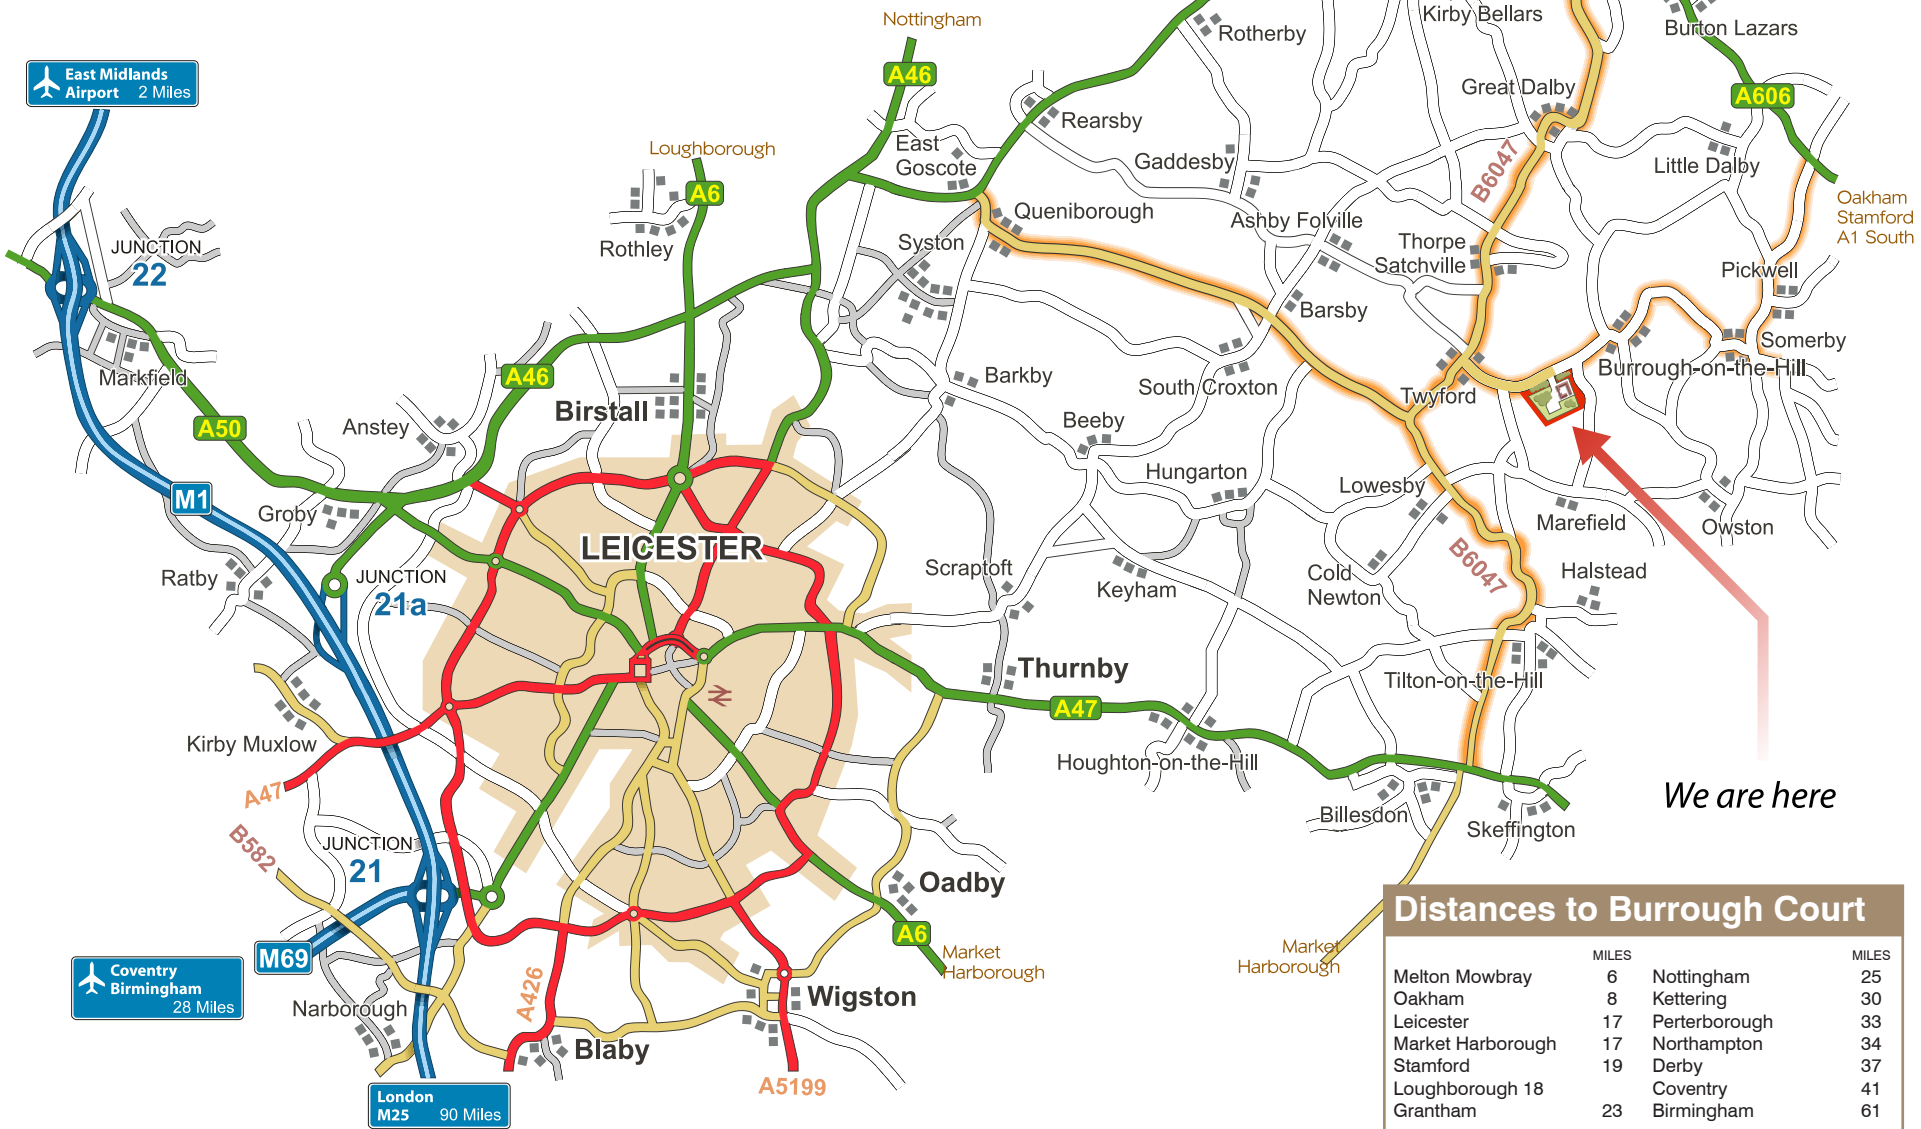 Nottingham
Kirby Bellars
Rotherby
Burton Lazars
East Midlands
Airport 2 Miles
A46
Great Dalby
A606
Rearsby
East
Goscote
Loughborough
Gaddesby
Little Dalby
B6047
A6
Oakham
Stamford
A1 South
Queniborough
Ashby Folville
Rothley
Syston
Thorpe
Satchville
JUNCTION
22
Pickwell
Barsby
Somerby
Markfield
A46
Barkby
South Croxton
Burrough-on-the-Hill
Twyford
Birstall
Anstey
A50
Beeby
Hungarton
Lowesby
M1
Groby
Marefield
Owston
LEICESTER
B6047
Ratby
JUNCTION
21a
Scraptoft
Keyham
Cold
Newton
Halstead
Thurnby
Tilton-on-the-Hill
A47
Kirby Muxlow
Houghton-on-the-Hill
A47
We are here
Billesdon
Skeffington
B582
JUNCTION
21
Oadby
A6
Market
Harborough
Market
Harborough
M69
Coventry
Birmingham
28 Miles
A426
Narborough
Wigston
Blaby
A5199
London
M25 90 Miles
Distances to Burrough Court
MILES MILES
Melton Mowbray 6 Nottingham 25
Oakham 8 Kettering 30
Leicester 17 Perterborough 33
Market Harborough 17 Northampton 34
Stamford 19 Derby 37
Loughborough 18 Coventry 41
Grantham 23 Birmingham 61